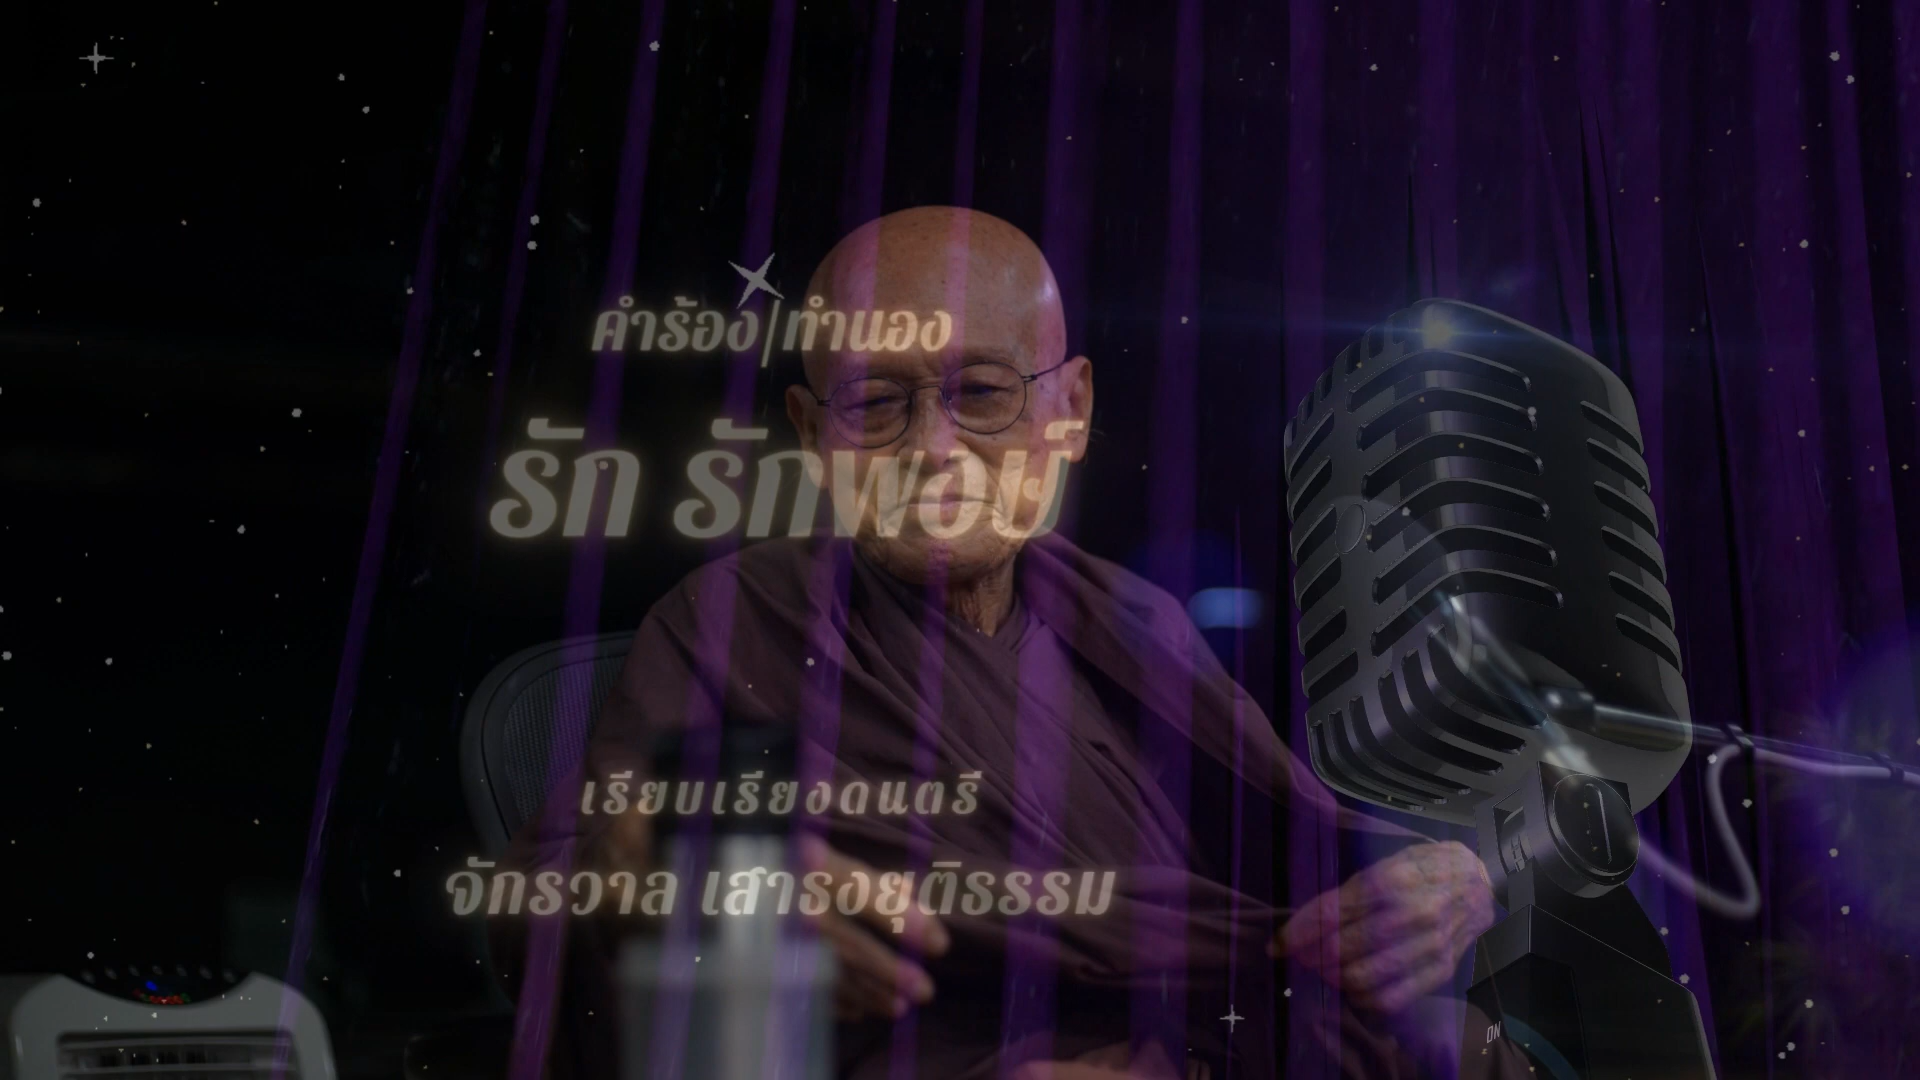 คำร้อง/ทำนอง
รัก รักพงษ์
เรียบเรียงดนตรี
จักรวาล เสาธงยุติธรรม
ON